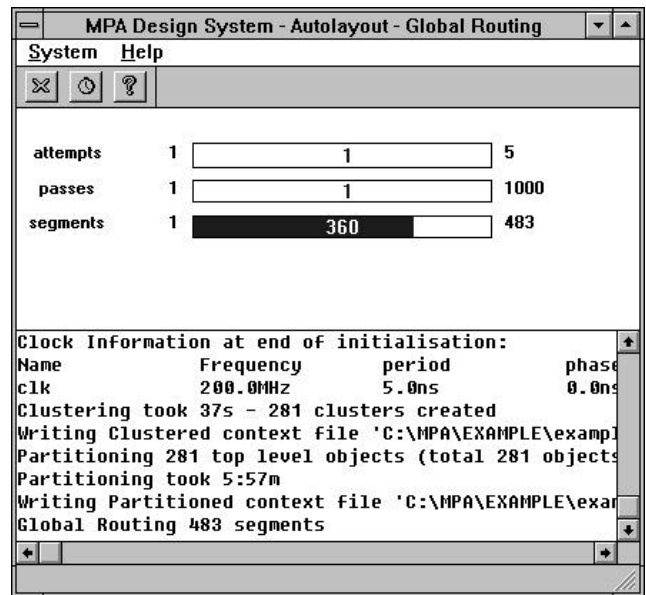 MPA Design System - Autolayout - Global Routing
System Help
?
attempts 1 1 5
passes 1 1 1000
segments 1 360 483
Clock Information at end of initialisation:
Name Frequency period phase
clk 200.0MHz 5.0ns 0.0ns
Clustering took 37s - 281 clusters created
Writing Clustered context file 'C:\MPA\EXAMPLE\exampl
Partitioning 281 top level objects (total 281 objects
Partitioning took 5:57m
Writing Partitioned context file 'C:\MPA\EXAMPLE\exam
Global Routing 483 segments